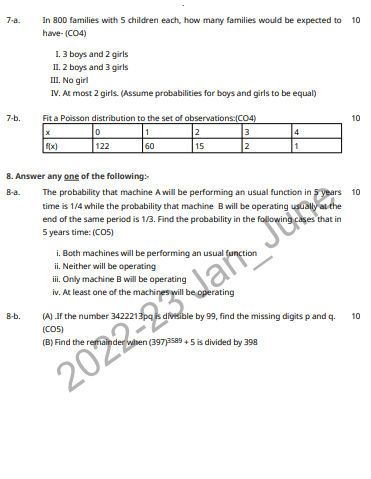 7-a. In 800 families with 5 children each, how many families would be expected to 10
have- (CO4)
I. 3 boys and 2 girls
II. 2 boys and 3 girls
III. No girl
IV. At most 2 girls. (Assume probabilities for boys and girls to be equal)
7-b. Fit a Poisson distribution to the set of observations:(CO4) 10
x 0 1 2 3 4
f(x) 122 60 15 2 1
8. Answer any one of the following:-
8-a. The probability that machine A will be performing an usual function in 5 years 10
time is 1/4 while the probability that machine B will be operating usually at the
end of the same period is 1/3. Find the probability in the following cases that in
5 years time: (CO5)
i. Both machines will be performing an usual function
ii. Neither will be operating
iii. Only machine B will be operating
iv. At least one of the machines will be operating
8-b. (A) .If the number 3422213pq is divisible by 99, find the missing digits p and q. 10
(CO5)
(B) Find the remainder when (397)3589 + 5 is divided by 398
2022-23 Jan_June